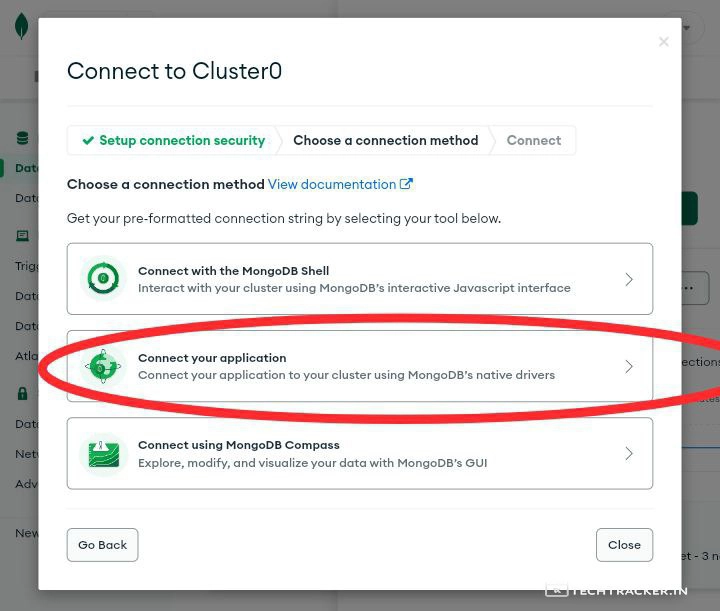 Connect to Cluster0
Setup connection security
Choose a connection method
Connect
Choose a connection method View documentation
Get your pre-formatted connection string by selecting your tool below.
Connect with the MongoDB Shell
Interact with your cluster using MongoDB's interactive Javascript interface
Connect your application
Connect your application to your cluster using MongoDB's native drivers
Connect using MongoDB Compass
Explore, modify, and visualize your data with MongoDB's GUI
Go Back
Close
TECHTRACKER.IN